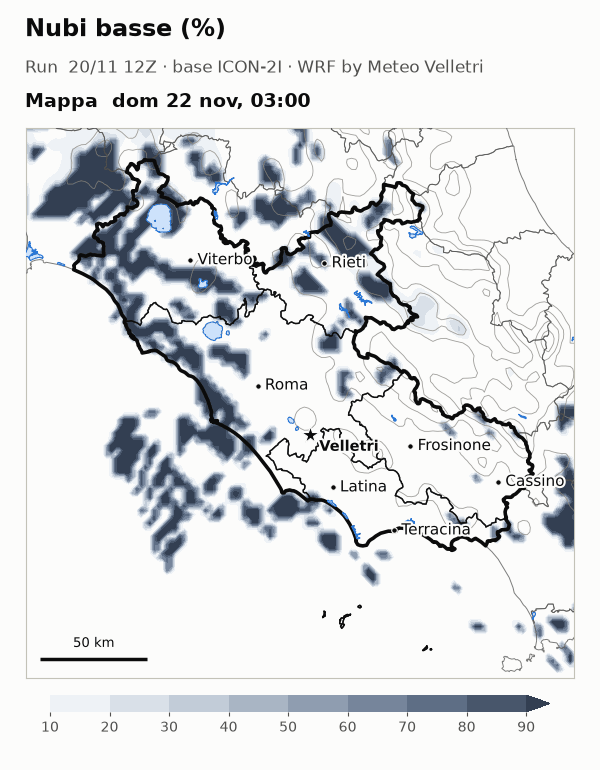 Nubi basse (%)
Run 20/11 12Z · base ICON-2I · WRF by Meteo Velletri
Mappa dom 22 nov, 03:00
Viterbo
Rieti
Roma
Velletri
Frosinone
Latina
Cassino
Terracina
50 km
10 20 30 40 50 60 70 80 90